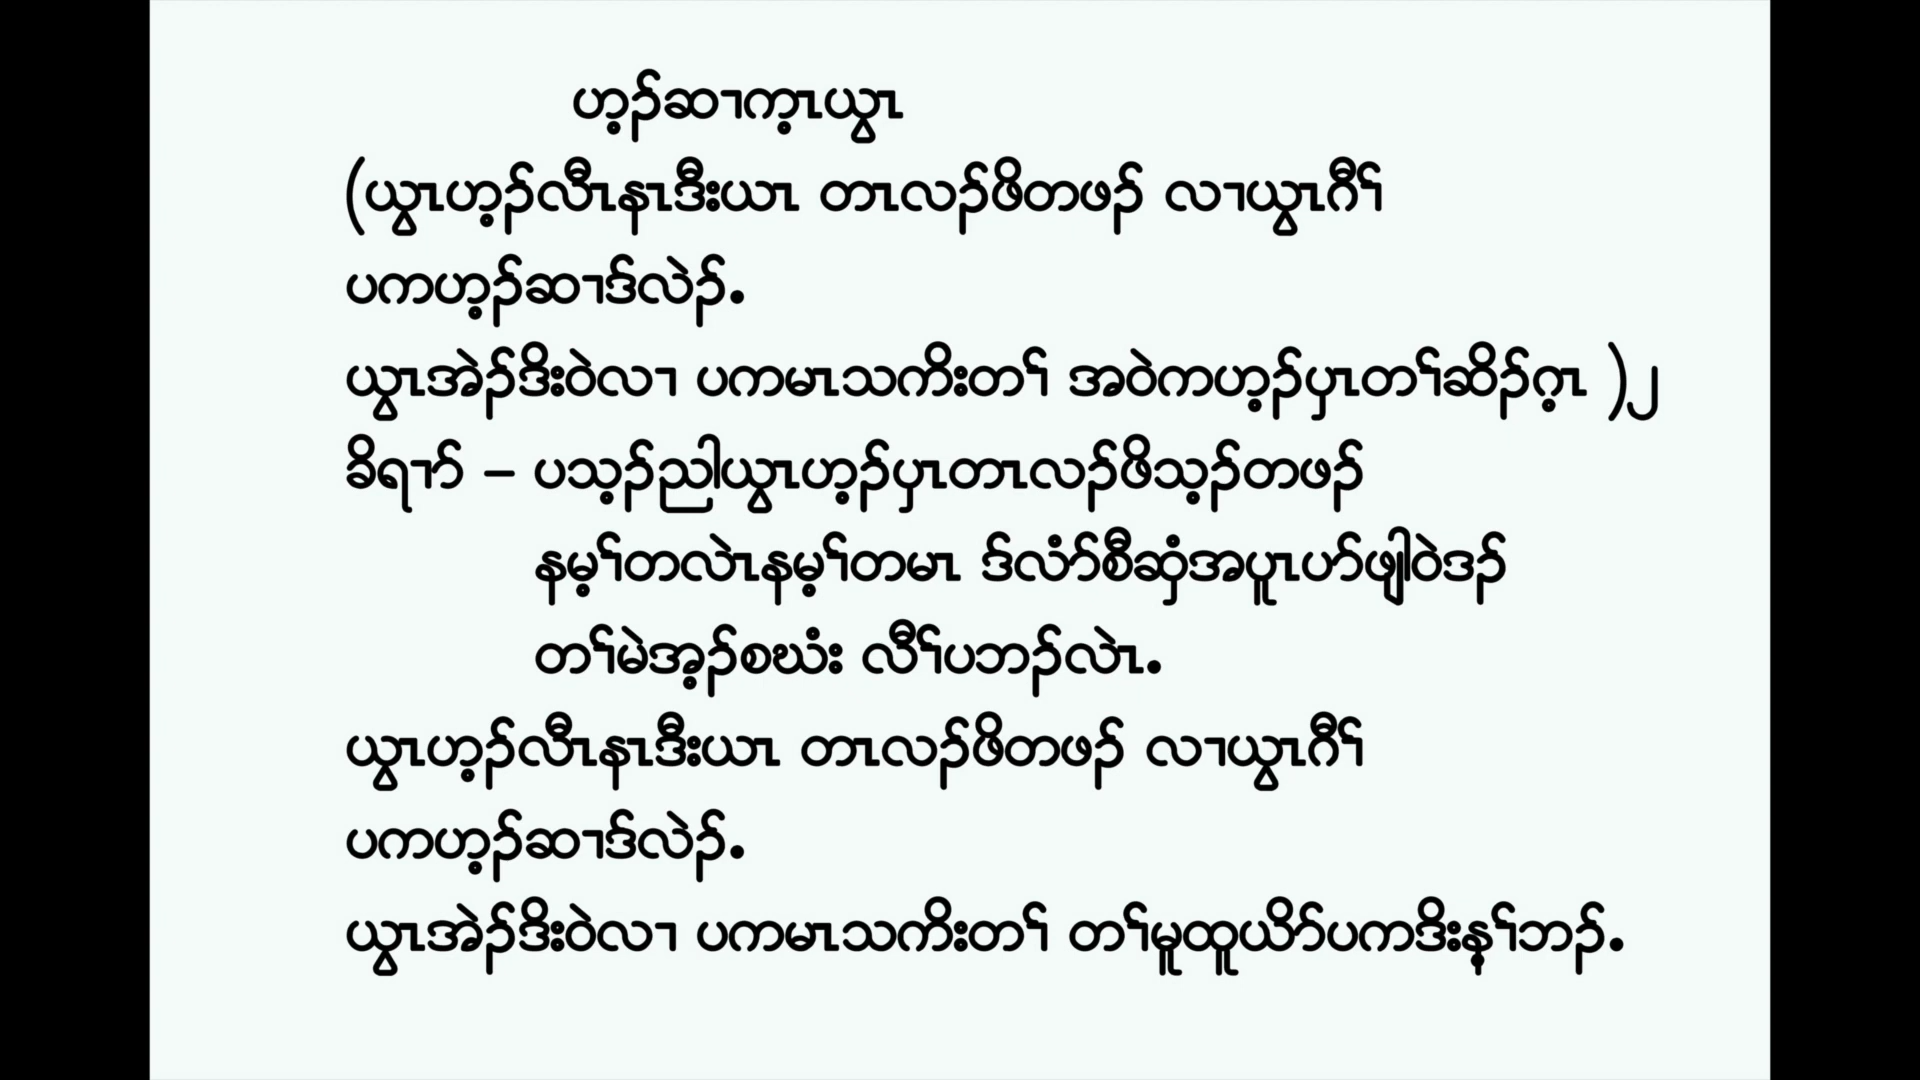 ဟ့ၣ်ဆၢက့ၤယွၤ
(ယွၤဟ့ၣ်လီၤနၤဒီးယၤ တၤလၣ်ဖိတဖၣ် လၢယွၤဂီၢ်
ပကဟ့ၣ်ဆၢဒ်လဲၣ်.
ယွၤအဲၣ်ဒိးဝဲလၢ ပကမၤသကိးတၢ် အဝဲကဟ့ၣ်ပှၤတၢ်ဆိၣ်ဂ့ၤ )၂
ခိရၢာ် – ပသ့ၣ်ညါယွၤဟ့ၣ်ပှၤတၤလၣ်ဖိသ့ၣ်တဖၣ်
နမ့ၢ်တလဲၤနမ့ၢ်တမၤ ဒ်လံာ်စီဆှံအပူၤဟ်ာဖျါဝဲဒၣ်
တၢ်မဲအ့ၣ်စဃံး လီၢ်ပဘၣ်လဲၤ.
ယွၤဟ့ၣ်လီၤနၤဒီးယၤ တၤလၣ်ဖိတဖၣ် လၢယွၤဂီၢ်
ပကဟ့ၣ်ဆၢဒ်လဲၣ်.
ယွၤအဲၣ်ဒိးဝဲလၢ ပကမၤသကိးတၢ် တၢ်မူထူယိာ်ပကဒိးန့ၢ်ဘၣ်.